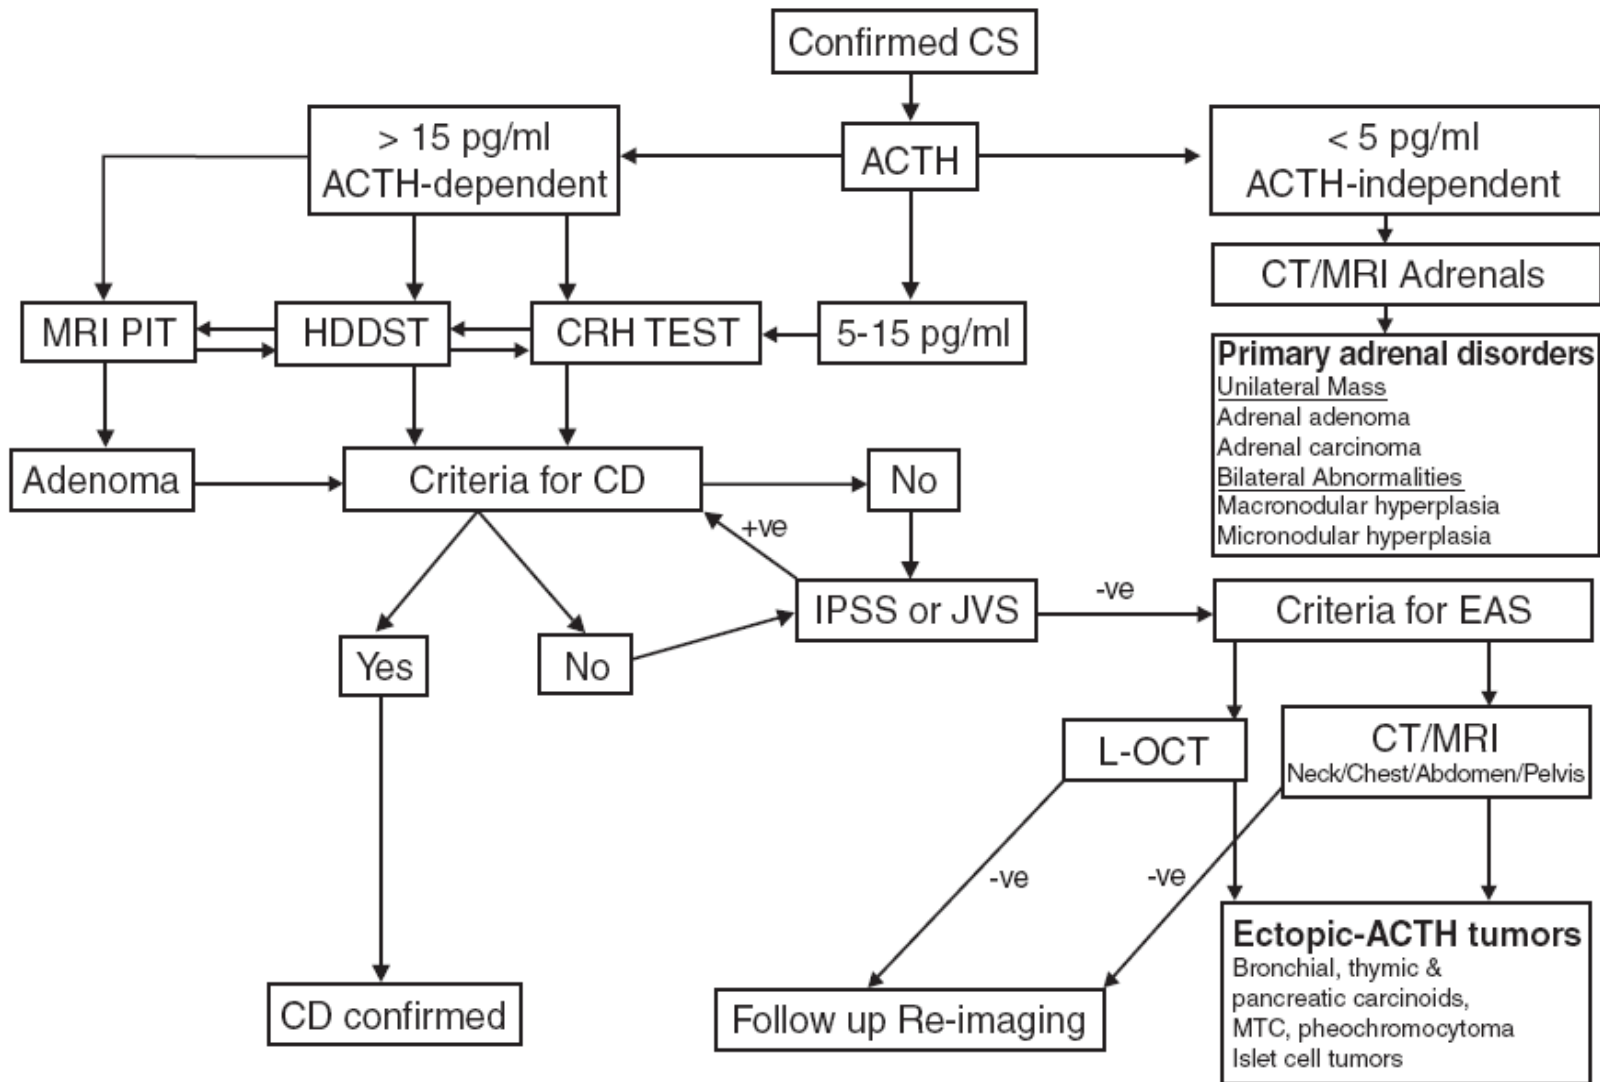 Confirmed CS
> 15 pg/ml
ACTH-dependent
ACTH
< 5 pg/ml
ACTH-independent
CT/MRI Adrenals
MRI PIT
HDDST
CRH TEST
5-15 pg/ml
Primary adrenal disorders
Unilateral Mass
Adrenal adenoma
Adrenal carcinoma
Bilateral Abnormalities
Macronodular hyperplasia
Micronodular hyperplasia
Adenoma
Criteria for CD
No
+ve
IPSS or JVS
-ve
Criteria for EAS
Yes
No
L-OCT
CT/MRI
Neck/Chest/Abdomen/Pelvis
-ve
-ve
Ectopic-ACTH tumors
Bronchial, thymic &
pancreatic carcinoids,
MTC, pheochromocytoma
Islet cell tumors
CD confirmed
Follow up Re-imaging